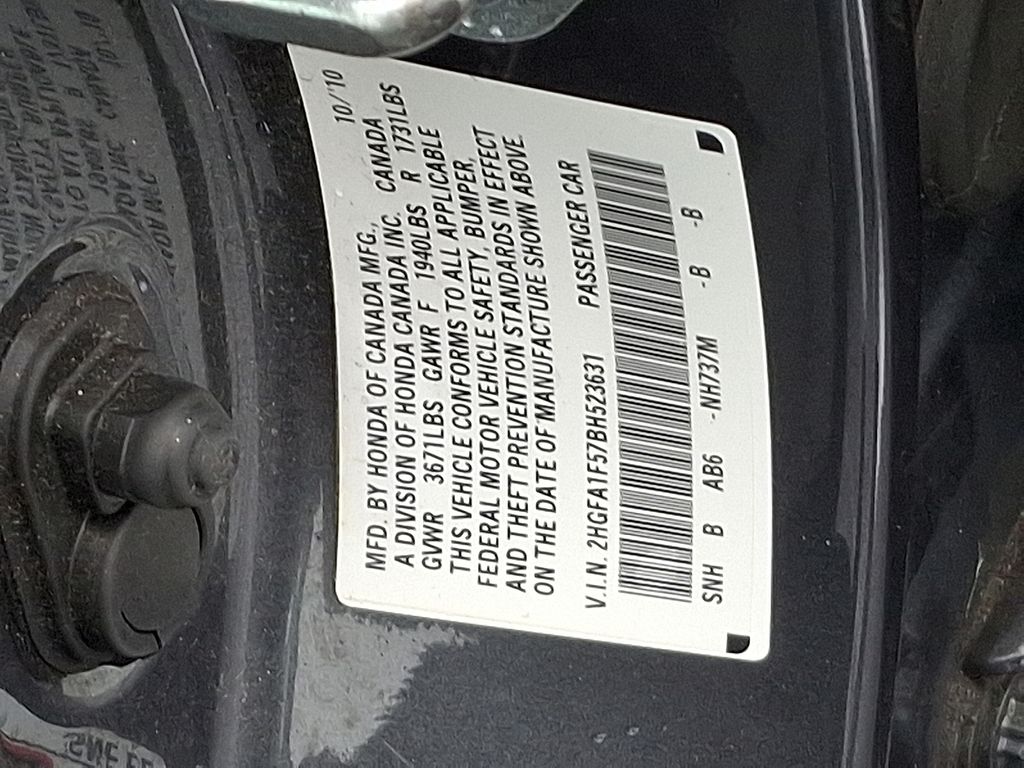 10/'10
MFD. BY HONDA OF CANADA MFG.,
A DIVISION OF HONDA CANADA INC. CANADA
GVWR 3671LBS GAWR F 1940LBS R 1731LBS
THIS VEHICLE CONFORMS TO ALL APPLICABLE
FEDERAL MOTOR VEHICLE SAFETY, BUMPER,
AND THEFT PREVENTION STANDARDS IN EFFECT
ON THE DATE OF MANUFACTURE SHOWN ABOVE.
V.I.N. 2HGFA1F57BH523631 PASSENGER CAR
SNH B AB6 -NH737M -B -B